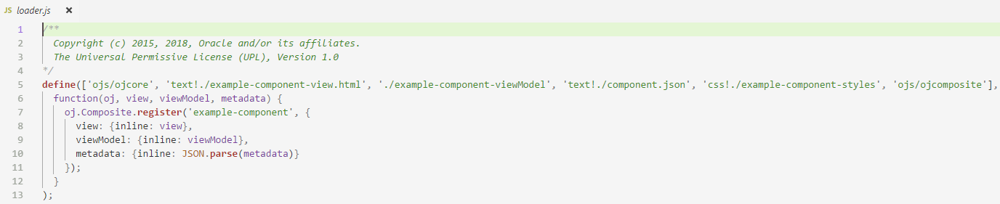 JS loader.js ×
1 /**
2   Copyright (c) 2015, 2018, Oracle and/or its affiliates.
3   The Universal Permissive License (UPL), Version 1.0
4 */
5 define(['ojs/ojcore', 'text!./example-component-view.html', './example-component-viewModel', 'text!./component.json', 'css!./example-component-styles', 'ojs/ojcomposite'],
6   function(oj, view, viewModel, metadata) {
7     oj.Composite.register('example-component', {
8       view: {inline: view},
9       viewModel: {inline: viewModel},
10       metadata: {inline: JSON.parse(metadata)}
11     });
12   }
13 );